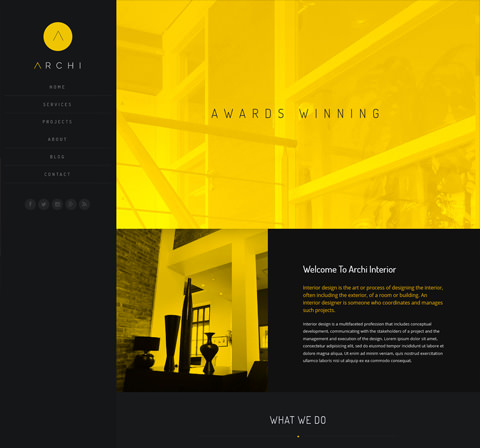 ARCHI
HOME
SERVICES
PROJECTS
ABOUT
BLOG
CONTACT
AWARDS WINNING
Welcome To Archi Interior
Interior design is the art or process of designing the interior,
often including the exterior, of a room or building. An
interior designer is someone who coordinates and manages
such projects.
Interior design is a multifaceted profession that includes conceptual
development, communicating with the stakeholders of a project and the
management and execution of the design. Lorem ipsum dolor sit amet,
consectetur adipiscing elit, sed do eiusmod tempor incididunt ut labore et
dolore magna aliqua. Ut enim ad minim veniam, quis nostrud exercitation
ullamco laboris nisi ut aliquip ex ea commodo consequat.
WHAT WE DO